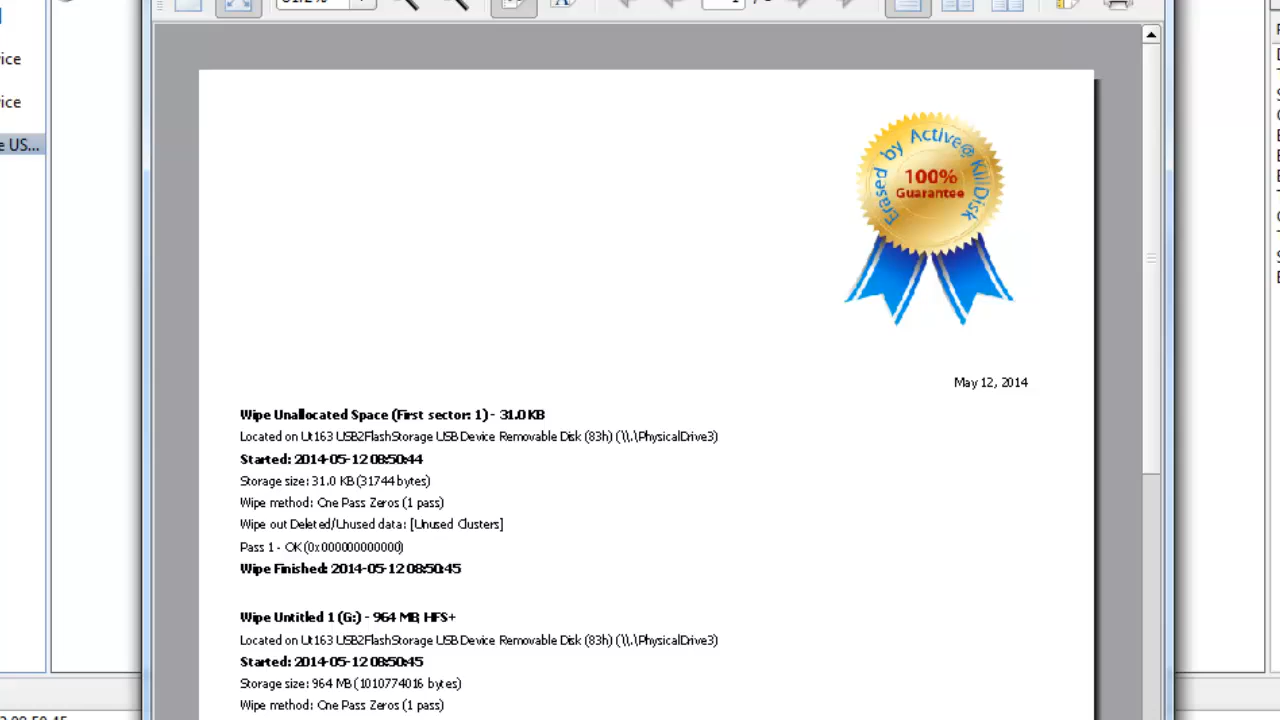 ice
ice
e US...
Erased by Active@ KillDisk
100%
Guarantee
May 12, 2014
Wipe Unallocated Space (First sector: 1) - 31.0 KB
Located on Ut163 USB2FlashStorage USB Device Removable Disk (83h) (\\.\PhysicalDrive3)
Started: 2014-05-12 08:50:44
Storage size: 31.0 KB (31744 bytes)
Wipe method: One Pass Zeros (1 pass)
Wipe out Deleted/Unused data: [Unused Clusters]
Pass 1 - OK (0x000000000000)
Wipe Finished: 2014-05-12 08:50:45
Wipe Untitled 1 (G:) - 964 MB, HFS+
Located on Ut163 USB2FlashStorage USB Device Removable Disk (83h) (\\.\PhysicalDrive3)
Started: 2014-05-12 08:50:45
Storage size: 964 MB (1010774016 bytes)
Wipe method: One Pass Zeros (1 pass)